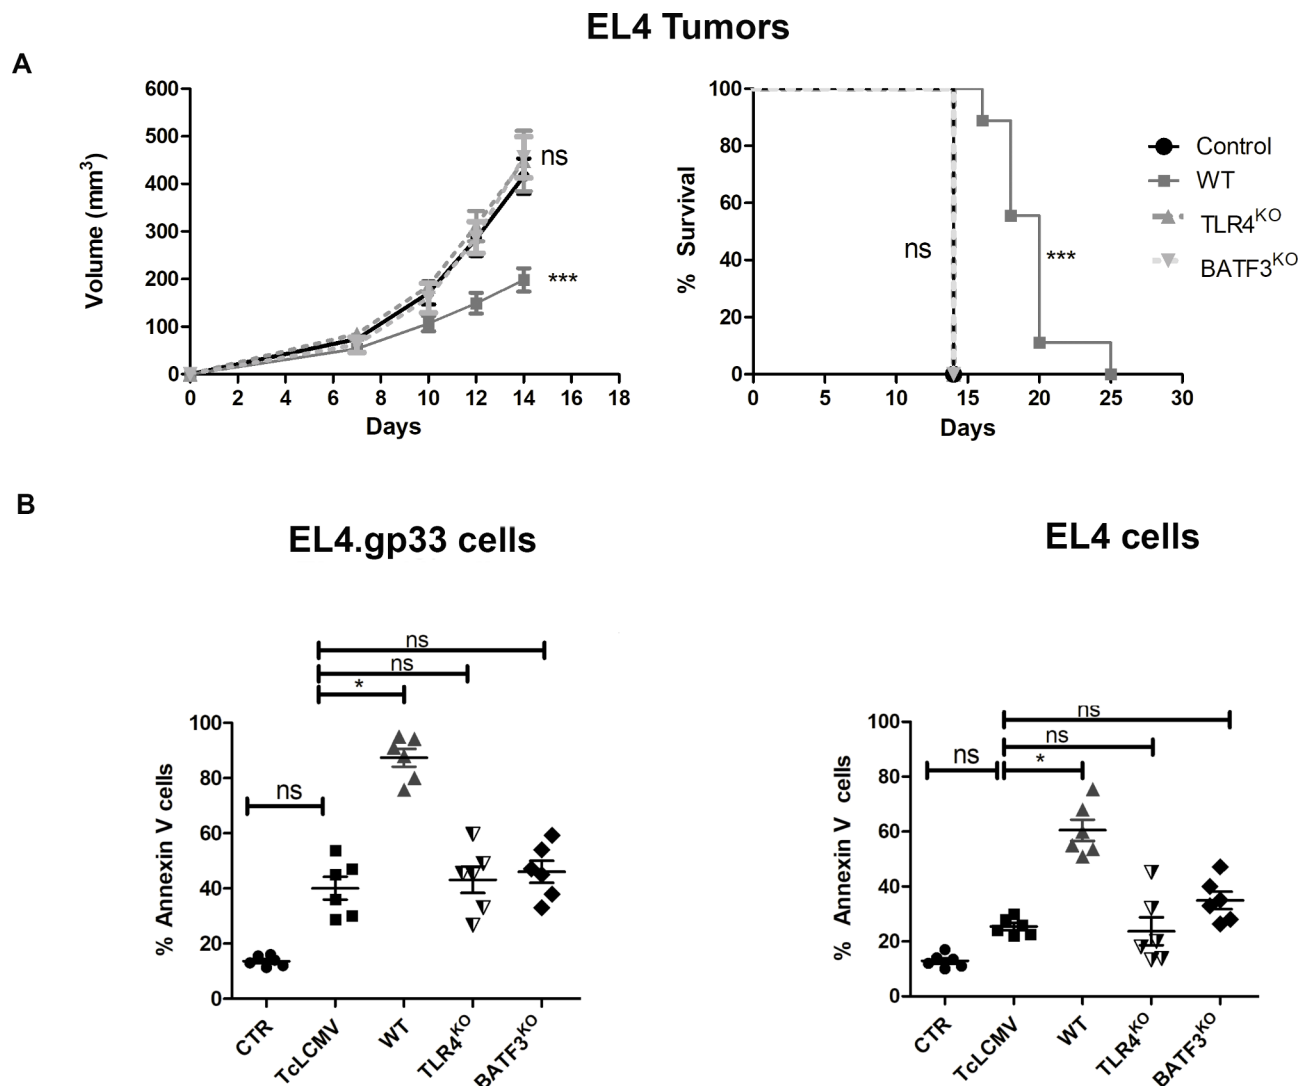 EL4 Tumors
A
600
500
400
300
200
100
0
Volume (mm³)
0 2 4 6 8 10 12 14 16 18
Days
ns
***
100
80
60
40
20
0
% Survival
0 5 10 15 20 25 30
Days
ns
***
Control
WT
TLR4KO
BATF3KO
B
EL4.gp33 cells
ns
ns
*
ns
100
80
60
40
20
0
% Annexin V cells
CTR
TcLCMV
WT
TLR4KO
BATF3KO
EL4 cells
ns
ns
ns
*
100
80
60
40
20
0
% Annexin V cells
CTR
TcLCMV
WT
TLR4KO
BATF3KO